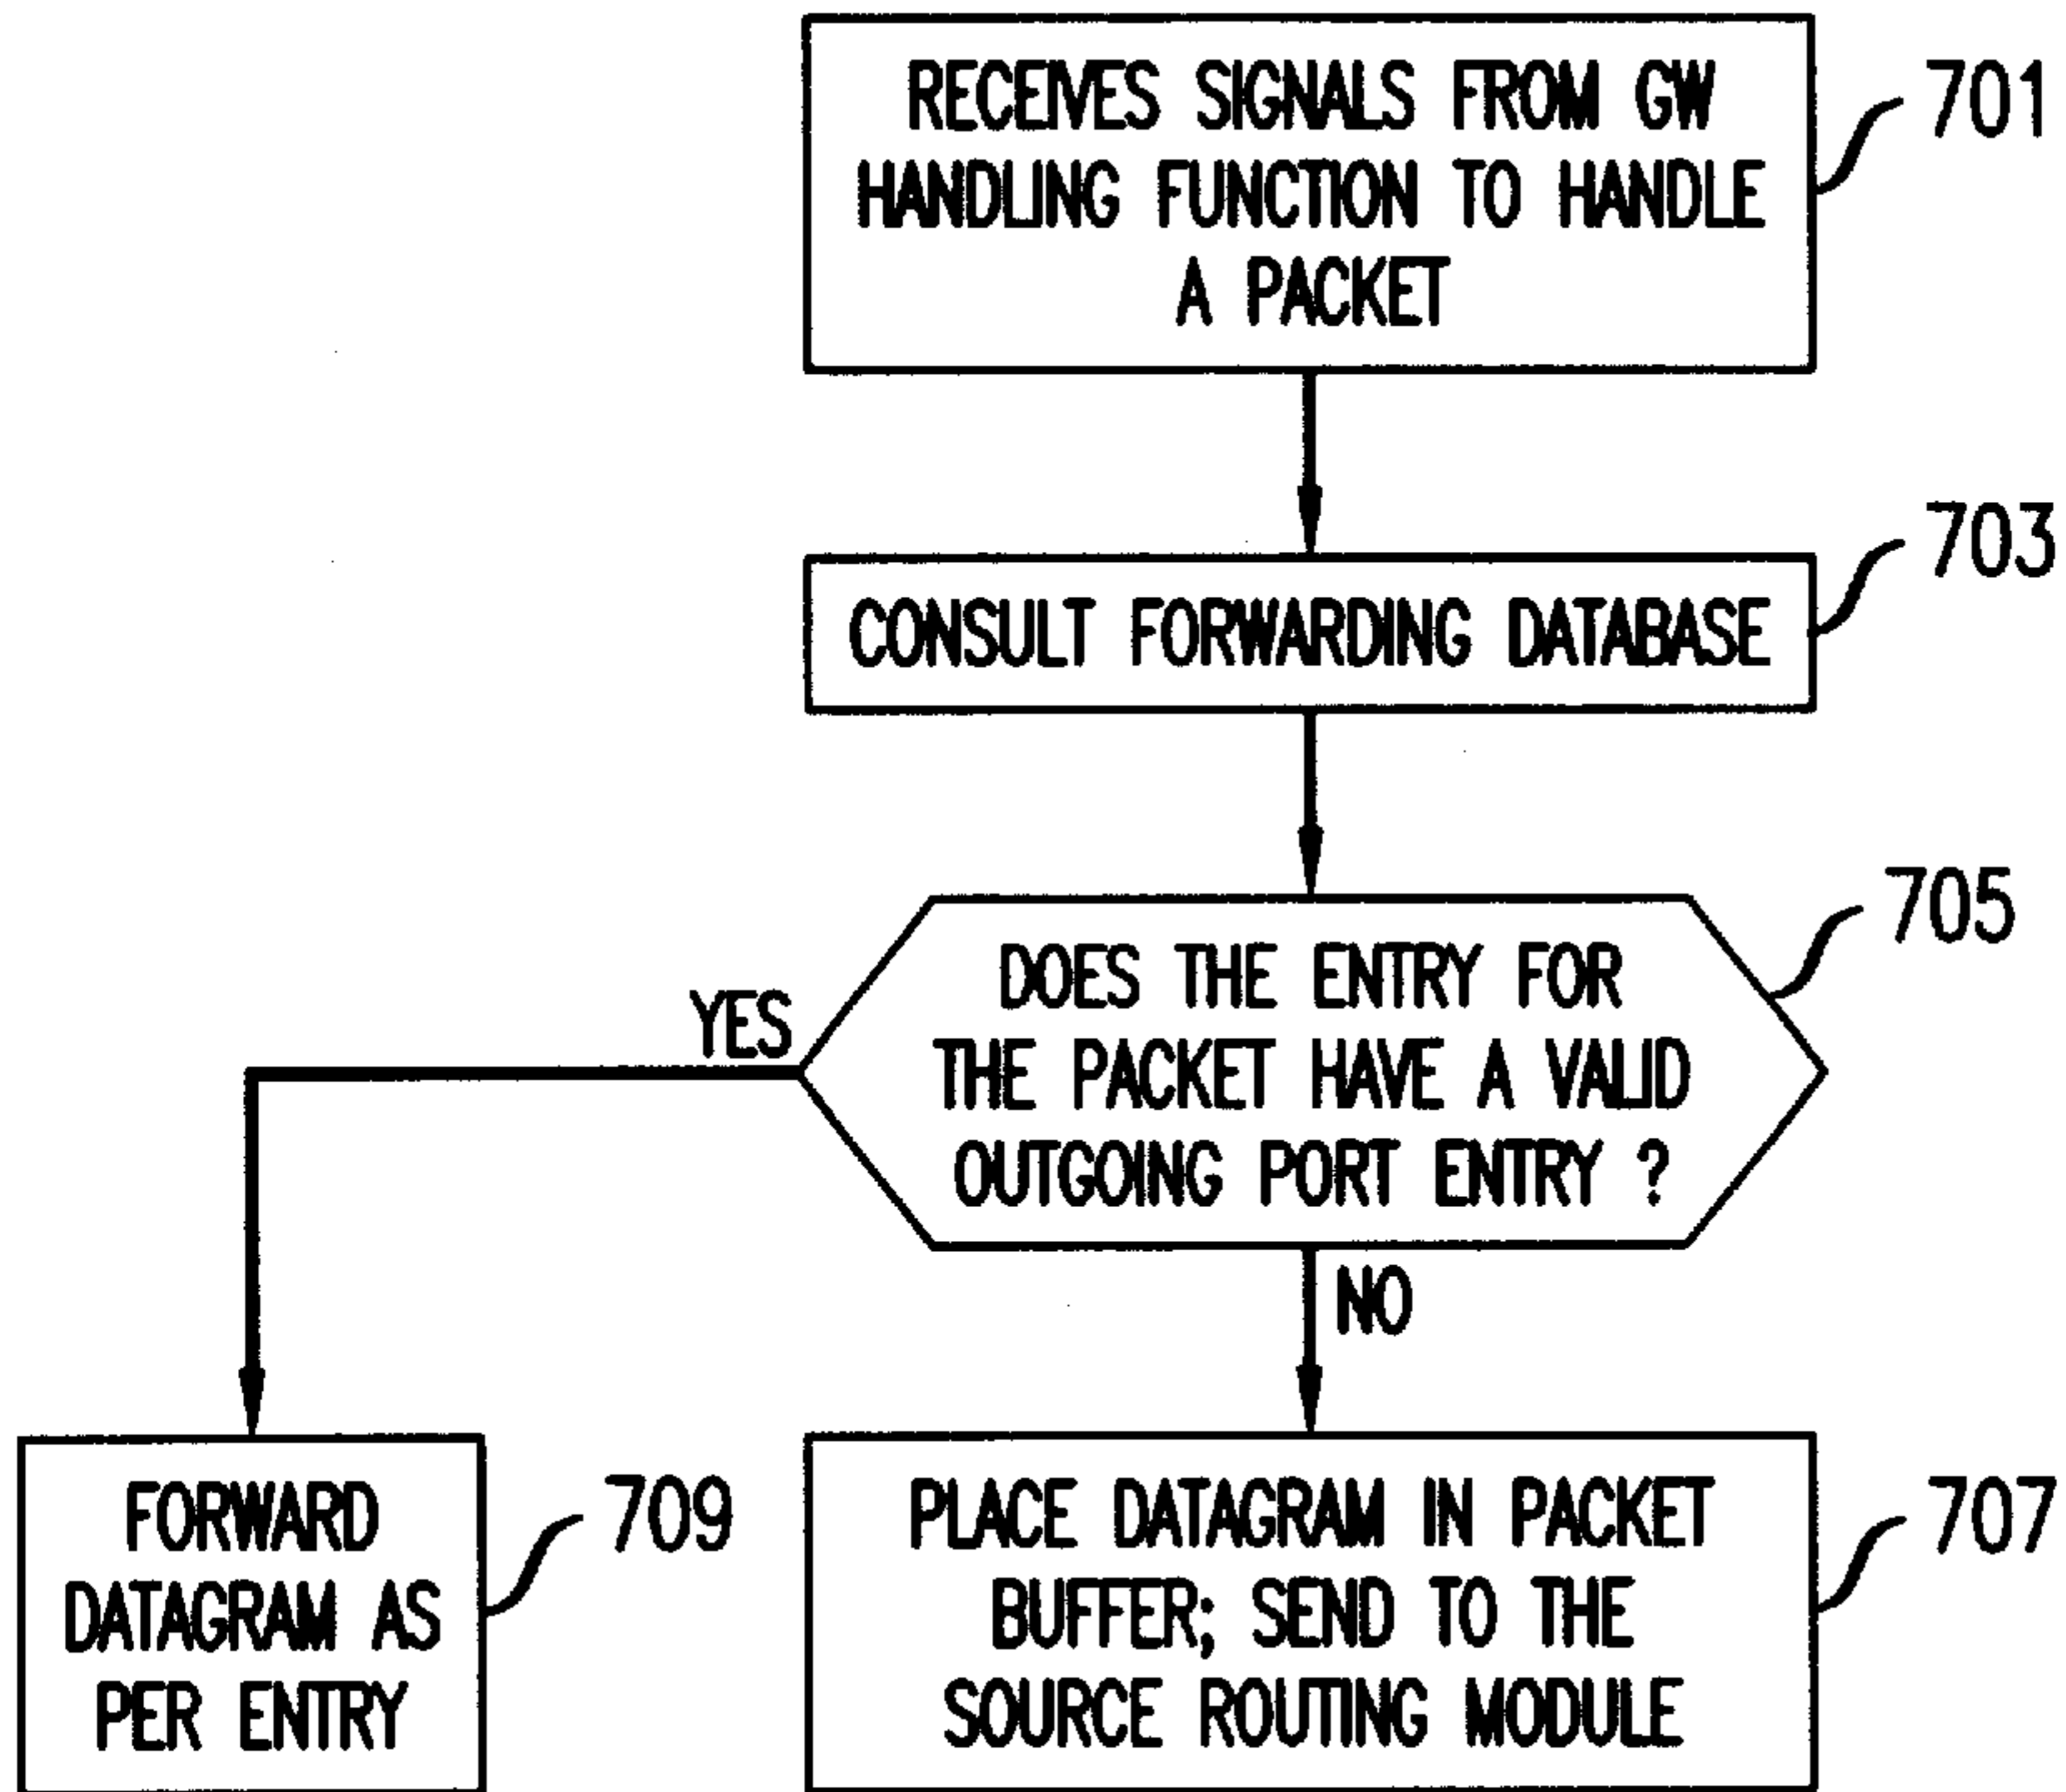 RECEIVES SIGNALS FROM GW
HANDLING FUNCTION TO HANDLE
A PACKET
701
CONSULT FORWARDING DATABASE
703
DOES THE ENTRY FOR
THE PACKET HAVE A VALID
OUTGOING PORT ENTRY ?
705
YES
NO
FORWARD
DATAGRAM AS
PER ENTRY
709
PLACE DATAGRAM IN PACKET
BUFFER; SEND TO THE
SOURCE ROUTING MODULE
707